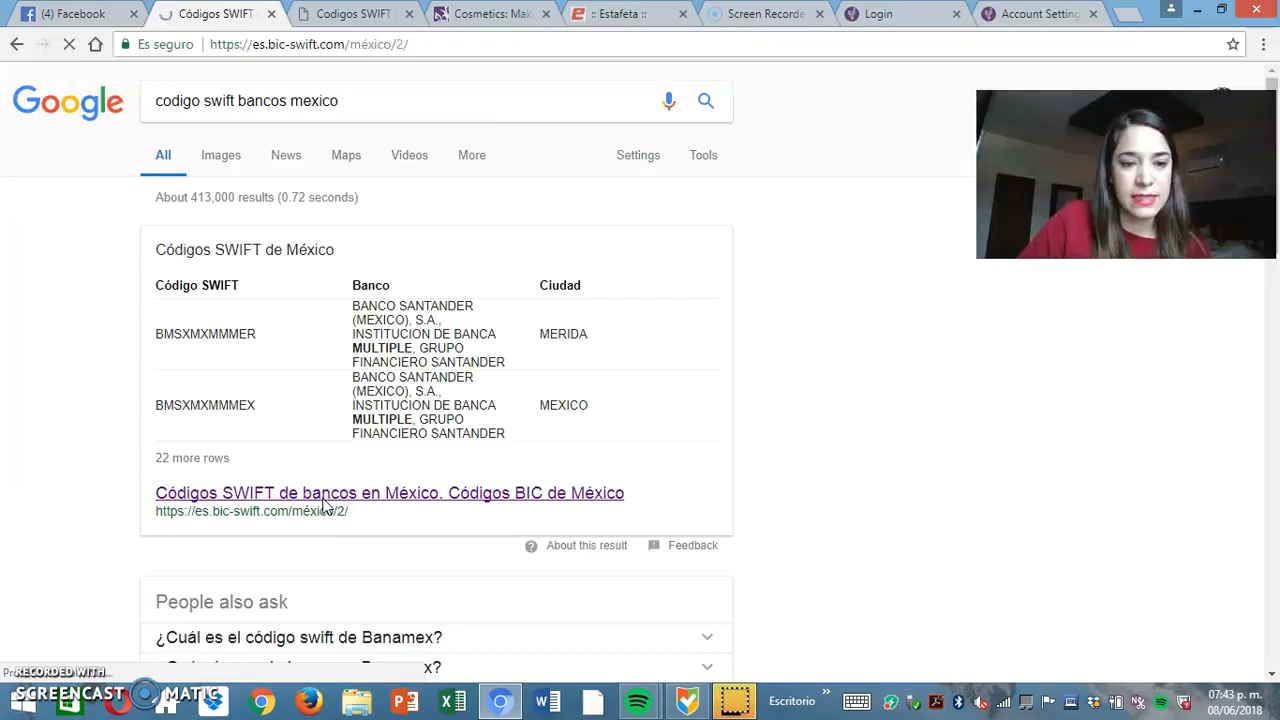 (4) Facebook
Códigos SWIFT
Codigos SWIFT
Cosmetics: Mak
:: Estafeta ::
Screen Recorde
Login
Account Setting
Es seguro
https://es.bic-swift.com/méxico/2/
Google
codigo swift bancos mexico
All
Images
News
Maps
Videos
More
Settings
Tools
About 413,000 results (0.72 seconds)
Códigos SWIFT de México
Código SWIFT
Banco
Ciudad
BMSXMXMMMER
BANCO SANTANDER
(MEXICO), S.A.,
INSTITUCION DE BANCA
MULTIPLE, GRUPO
FINANCIERO SANTANDER
MERIDA
BMSXMXMMMEX
BANCO SANTANDER
(MEXICO), S.A.,
INSTITUCION DE BANCA
MULTIPLE, GRUPO
FINANCIERO SANTANDER
MEXICO
22 more rows
Códigos SWIFT de bancos en México. Códigos BIC de México
https://es.bic-swift.com/méxico/2/
About this result
Feedback
People also ask
¿Cuál es el código swift de Banamex?
RECORDED WITH
SCREENCAST MATIC
Escritorio
07:43 p. m.
08/06/2018